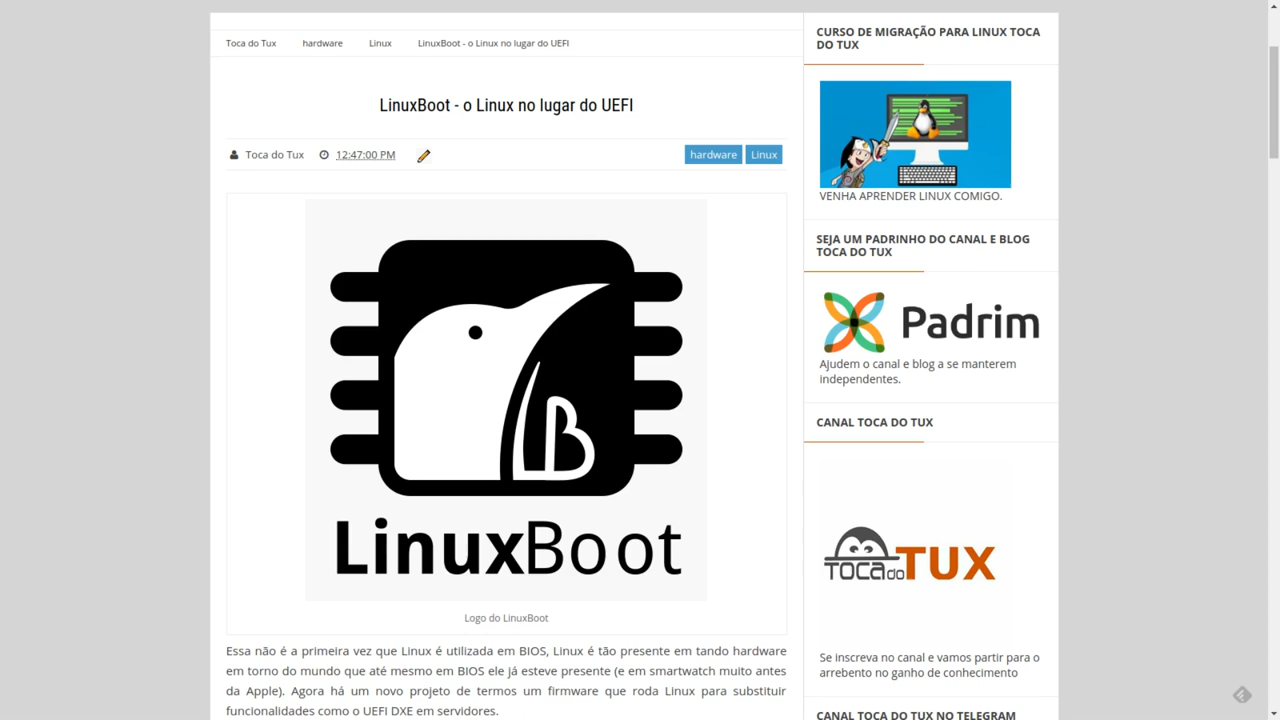 Toca do Tux hardware Linux LinuxBoot - o Linux no lugar do UEFI
LinuxBoot - o Linux no lugar do UEFI
Toca do Tux 12:47:00 PM hardware Linux
B
LinuxBoot
Logo do LinuxBoot
Essa não é a primeira vez que Linux é utilizada em BIOS, Linux é tão presente em tando hardware
em torno do mundo que até mesmo em BIOS ele já esteve presente (e em smartwatch muito antes
da Apple). Agora há um novo projeto de termos um firmware que roda Linux para substituir
funcionalidades como o UEFI DXE em servidores.
CURSO DE MIGRAÇÃO PARA LINUX TOCA
DO TUX
VENHA APRENDER LINUX COMIGO.
SEJA UM PADRINHO DO CANAL E BLOG
TOCA DO TUX
Padrim
Ajudem o canal e blog a se manterem
independentes.
CANAL TOCA DO TUX
TOCA do TUX
Se inscreva no canal e vamos partir para o
arrebento no ganho de conhecimento
CANAL TOCA DO TUX NO TELEGRAM